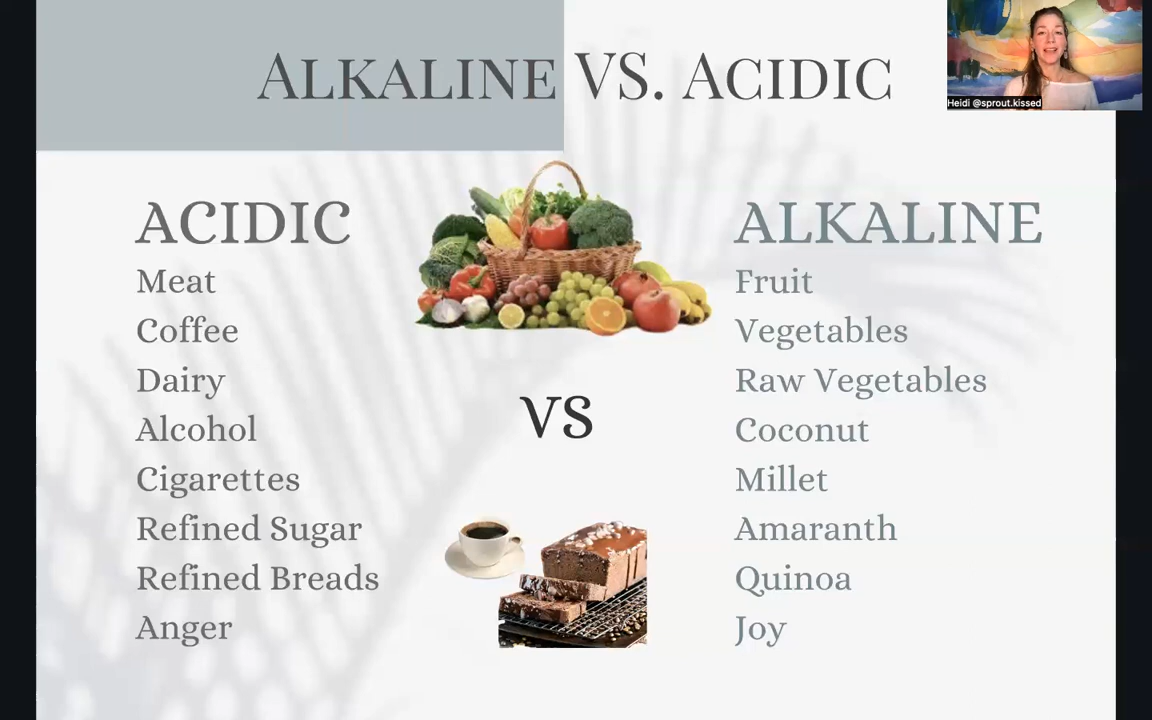 ALKALINE VS. ACIDIC
Heidi @sprout.kissed
ACIDIC
Meat
Coffee
Dairy
Alcohol
Cigarettes
Refined Sugar
Refined Breads
Anger
VS
ALKALINE
Fruit
Vegetables
Raw Vegetables
Coconut
Millet
Amaranth
Quinoa
Joy